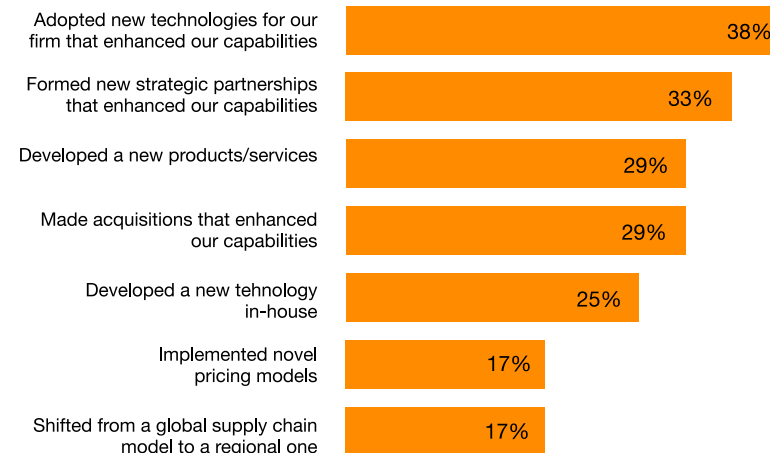 Adopted new technologies for our
firm that enhanced our capabilities
38%
Formed new strategic partnerships
that enhanced our capabilities
33%
Developed a new products/services
29%
Made acquisitions that enhanced
our capabilities
29%
Developed a new tehnology
in-house
25%
Implemented novel
pricing models
17%
Shifted from a global supply chain
model to a regional one
17%